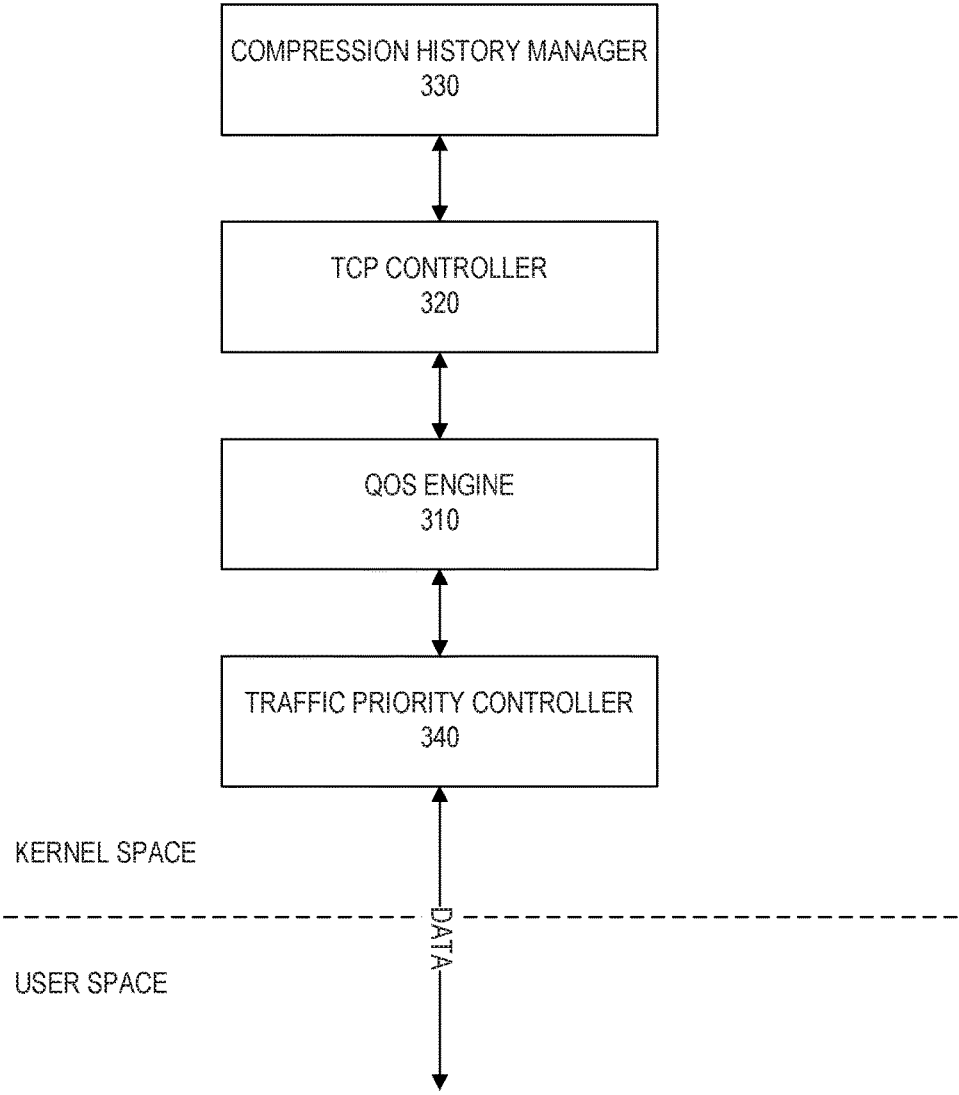 COMPRESSION HISTORY MANAGER
330
TCP CONTROLLER
320
QOS ENGINE
310
TRAFFIC PRIORITY CONTROLLER
340
KERNEL SPACE
DATA
USER SPACE